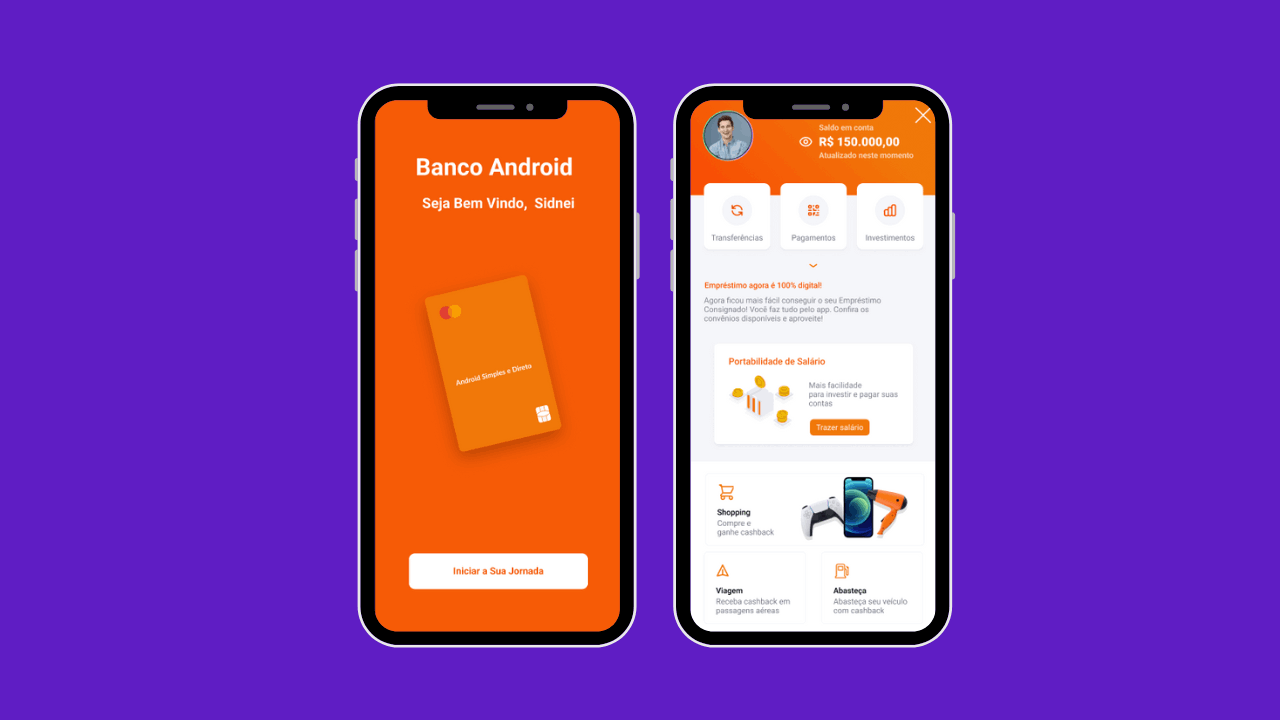 Banco Android
Seja Bem Vindo, Sidnei
Android Simples e Direto
Iniciar a Sua Jornada
Saldo em conta
R$ 150.000,00
Atualizado neste momento
Transferências
Pagamentos
Investimentos
Empréstimo agora é 100% digital!
Agora ficou mais fácil conseguir o seu Empréstimo
Consignado! Você faz tudo pelo app. Confira os
convênios disponíveis e aproveite!
Portabilidade de Salário
Mais facilidade
para investir e pagar suas
contas
Trazer salário
Shopping
Compre e
ganhe cashback
Viagem
Receba cashback em
passagens aéreas
Abasteça
Abasteça seu veículo
com cashback